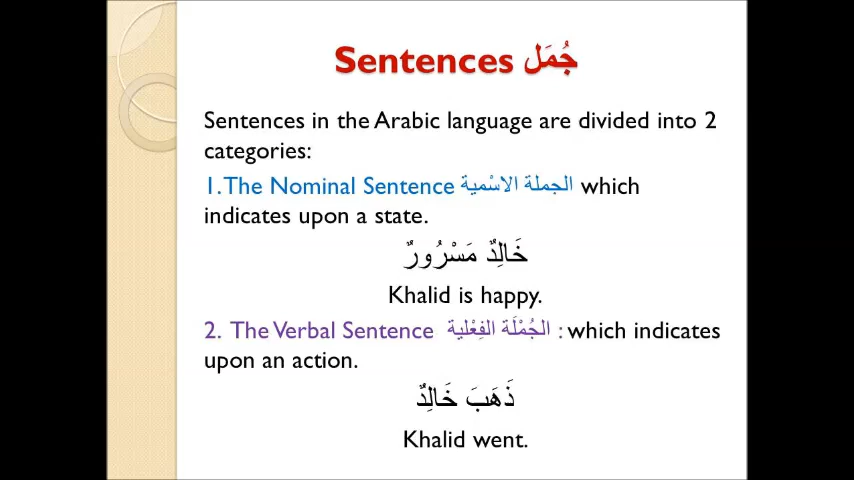 Sentences جُمَل
Sentences in the Arabic language are divided into 2
categories:
1. The Nominal Sentence الجملة الاسْمية which
indicates upon a state.
خَالِدٌ مَسْرُورٌ
Khalid is happy.
2. The Verbal Sentence الجُمْلَة الفِعْلية : which indicates
upon an action.
ذَهَبَ خَالِدٌ
Khalid went.